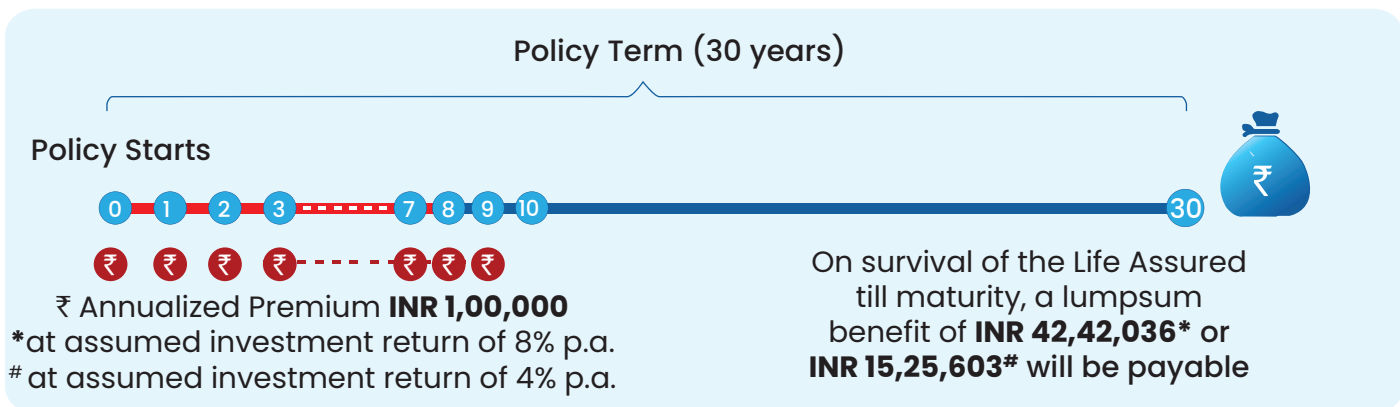 Policy Term (30 years)
Policy Starts
₹
0 1 2 3 7 8 9 10 30
₹ ₹ ₹ ₹ ₹ ₹ ₹
₹ Annualized Premium INR 1,00,000
*at assumed investment return of 8% p.a.
# at assumed investment return of 4% p.a.
On survival of the Life Assured
till maturity, a lumpsum
benefit of INR 42,42,036* or
INR 15,25,603# will be payable